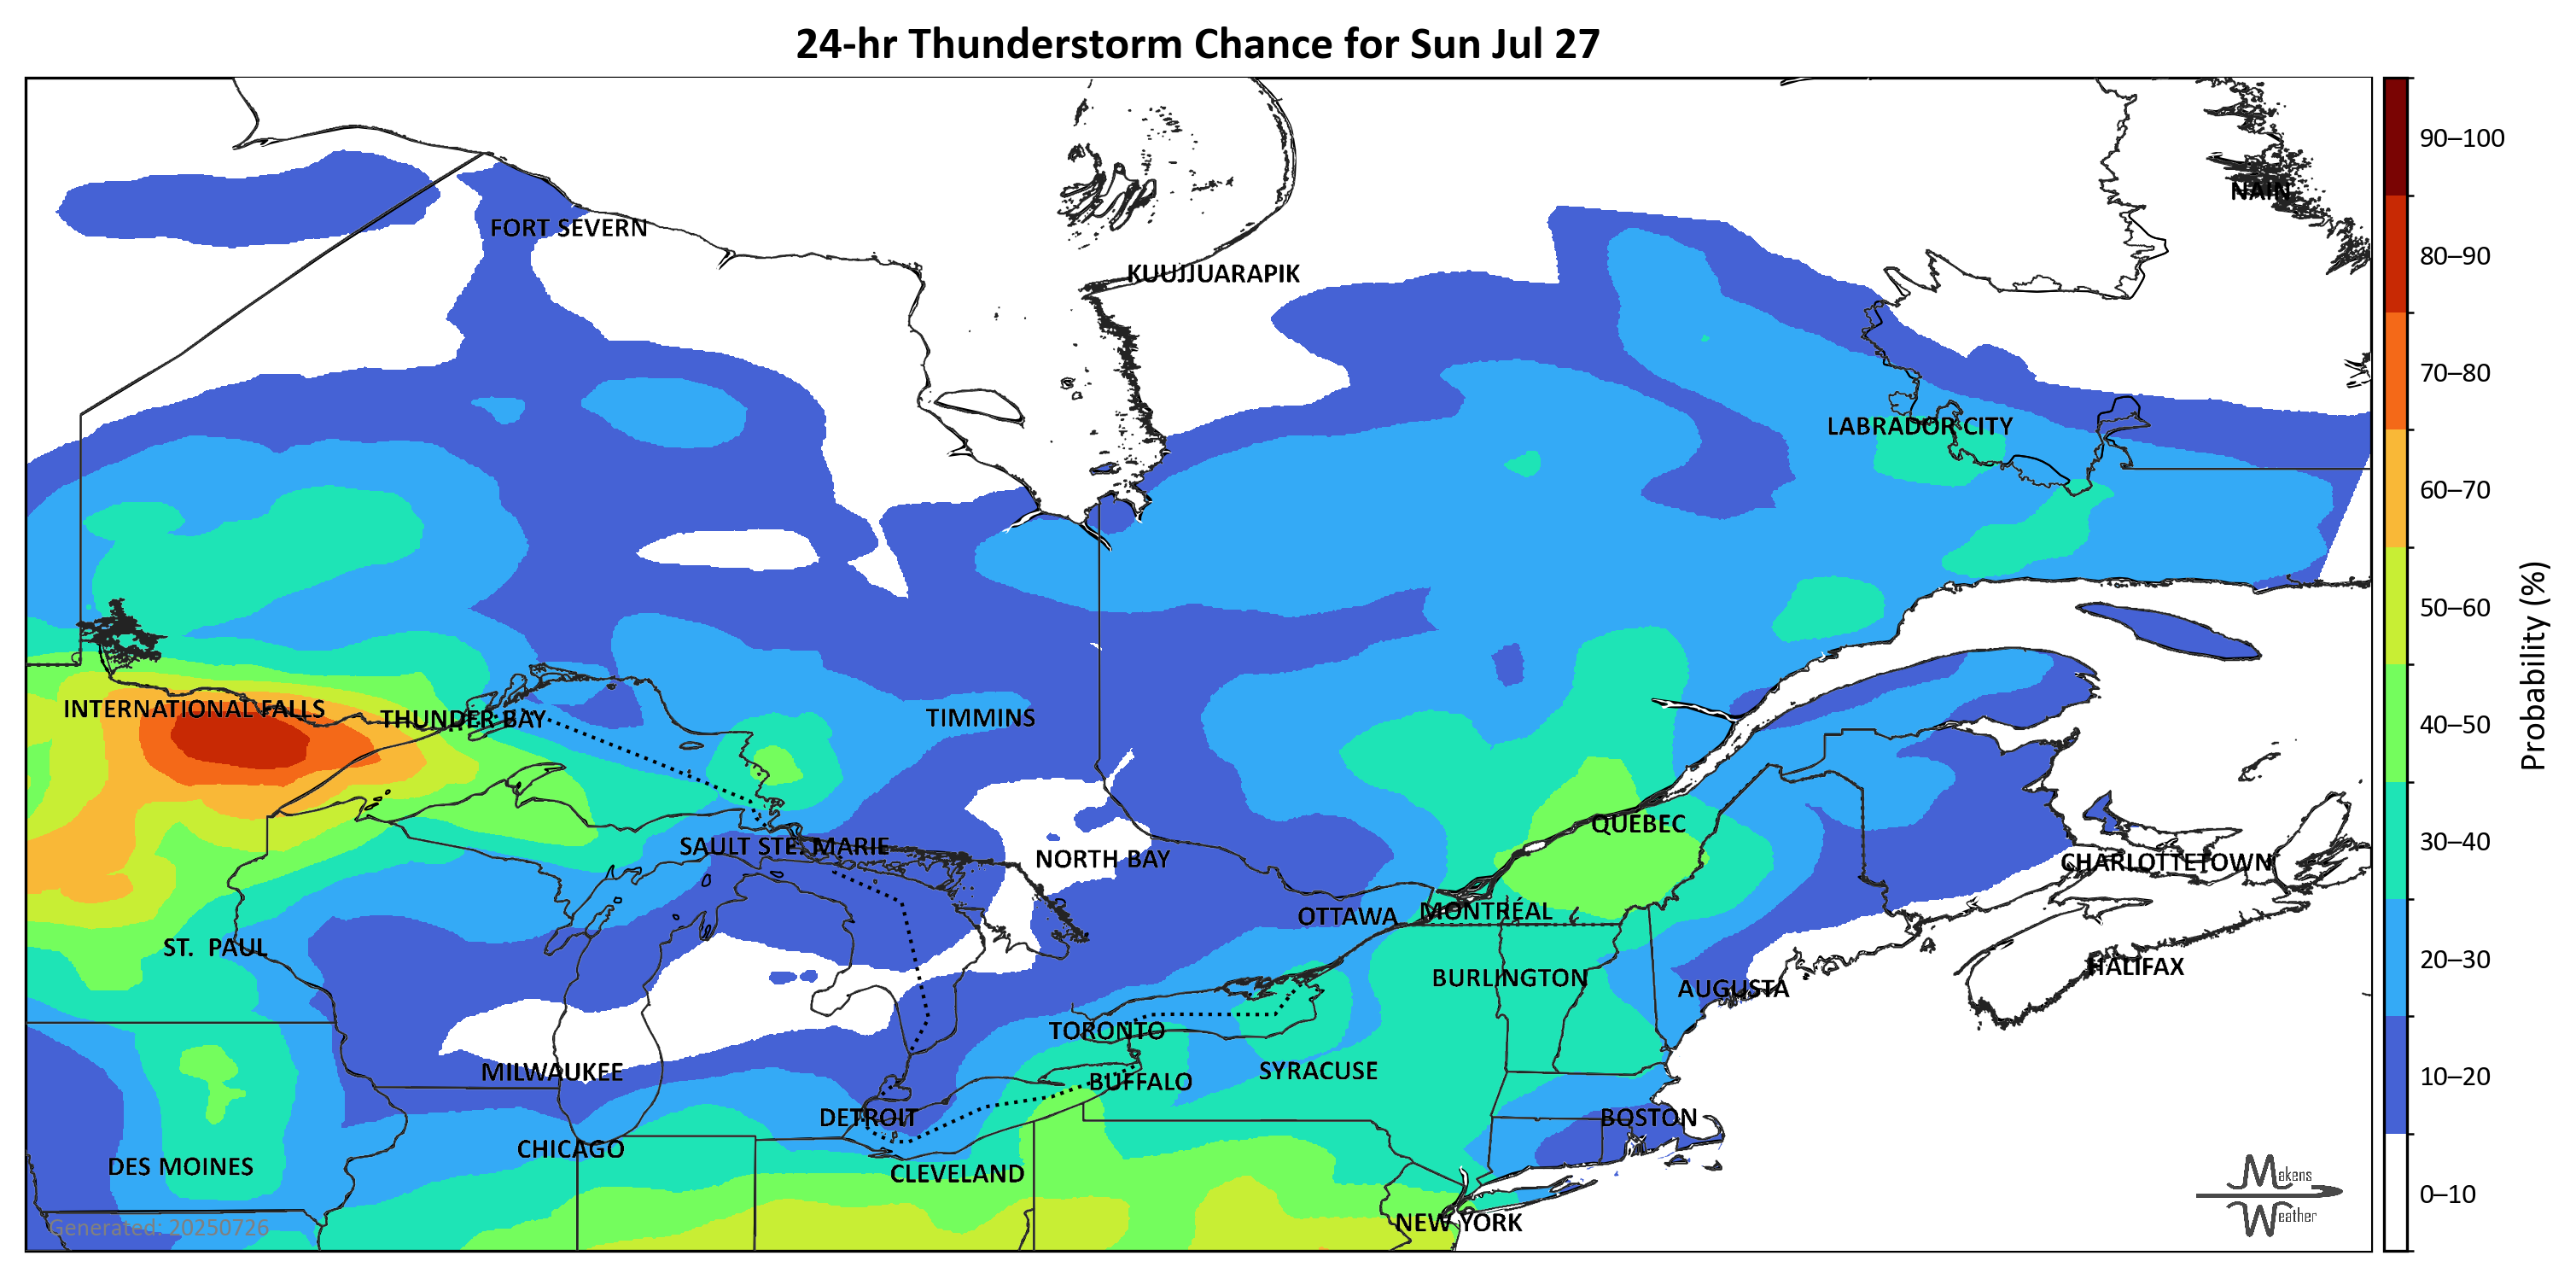 24-hr Thunderstorm Chance for Sun Jul 27
90–100
NAIN
FORT SEVERN
80–90
KUUJJUARAPIK
70–80
LABRADOR CITY
60–70
50–60
Probability (%)
INTERNATIONAL FALLS
THUNDER BAY
TIMMINS
40–50
QUEBEC
SAULT STE. MARIE
NORTH BAY
CHARLOTTETOWN
30–40
OTTAWA
MONTRÉAL
ST. PAUL
BURLINGTON
HALIFAX
20–30
AUGUSTA
TORONTO
MILWAUKEE
SYRACUSE
BUFFALO
10–20
DETROIT
BOSTON
CHICAGO
DES MOINES
CLEVELAND
Makens
Weather
0–10
Generated: 20250726
NEW YORK